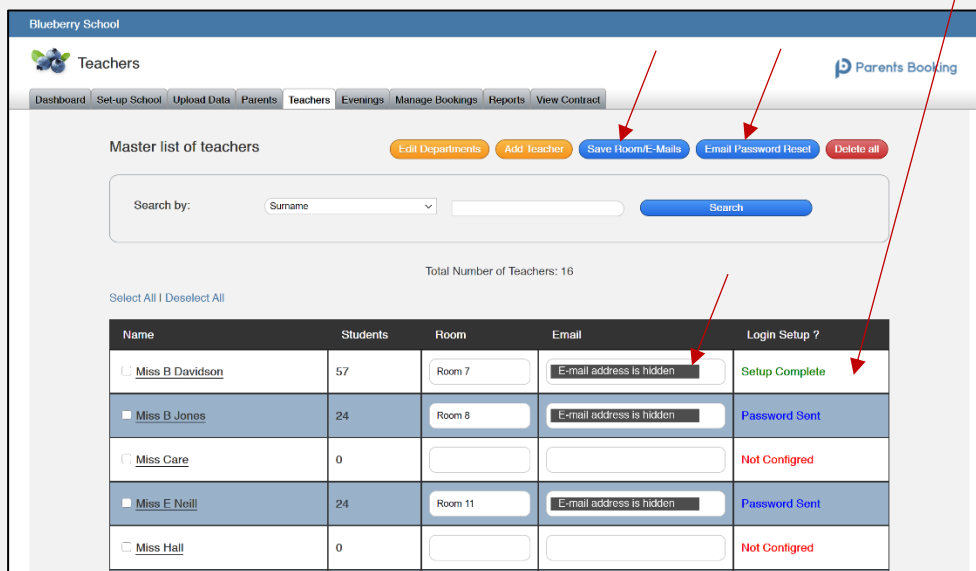 Blueberry School
Teachers
Parents Booking
Dashboard Set-up School Upload Data Parents Teachers Evenings Manage Bookings Reports View Contract
Master list of teachers Edit Departments Add Teacher Save Room/E-Mails Email Password Reset Delete all
Search by: Surname Search
Total Number of Teachers: 16
Select All I Deselect All
Name Students Room Email Login Setup ?
Miss B Davidson 57 Room 7 E-mail address is hidden Setup Complete
Miss B Jones 24 Room 8 E-mail address is hidden Password Sent
Miss Care 0 Not Configred
Miss E Neill 24 Room 11 E-mail address is hidden Password Sent
Miss Hall 0 Not Configred